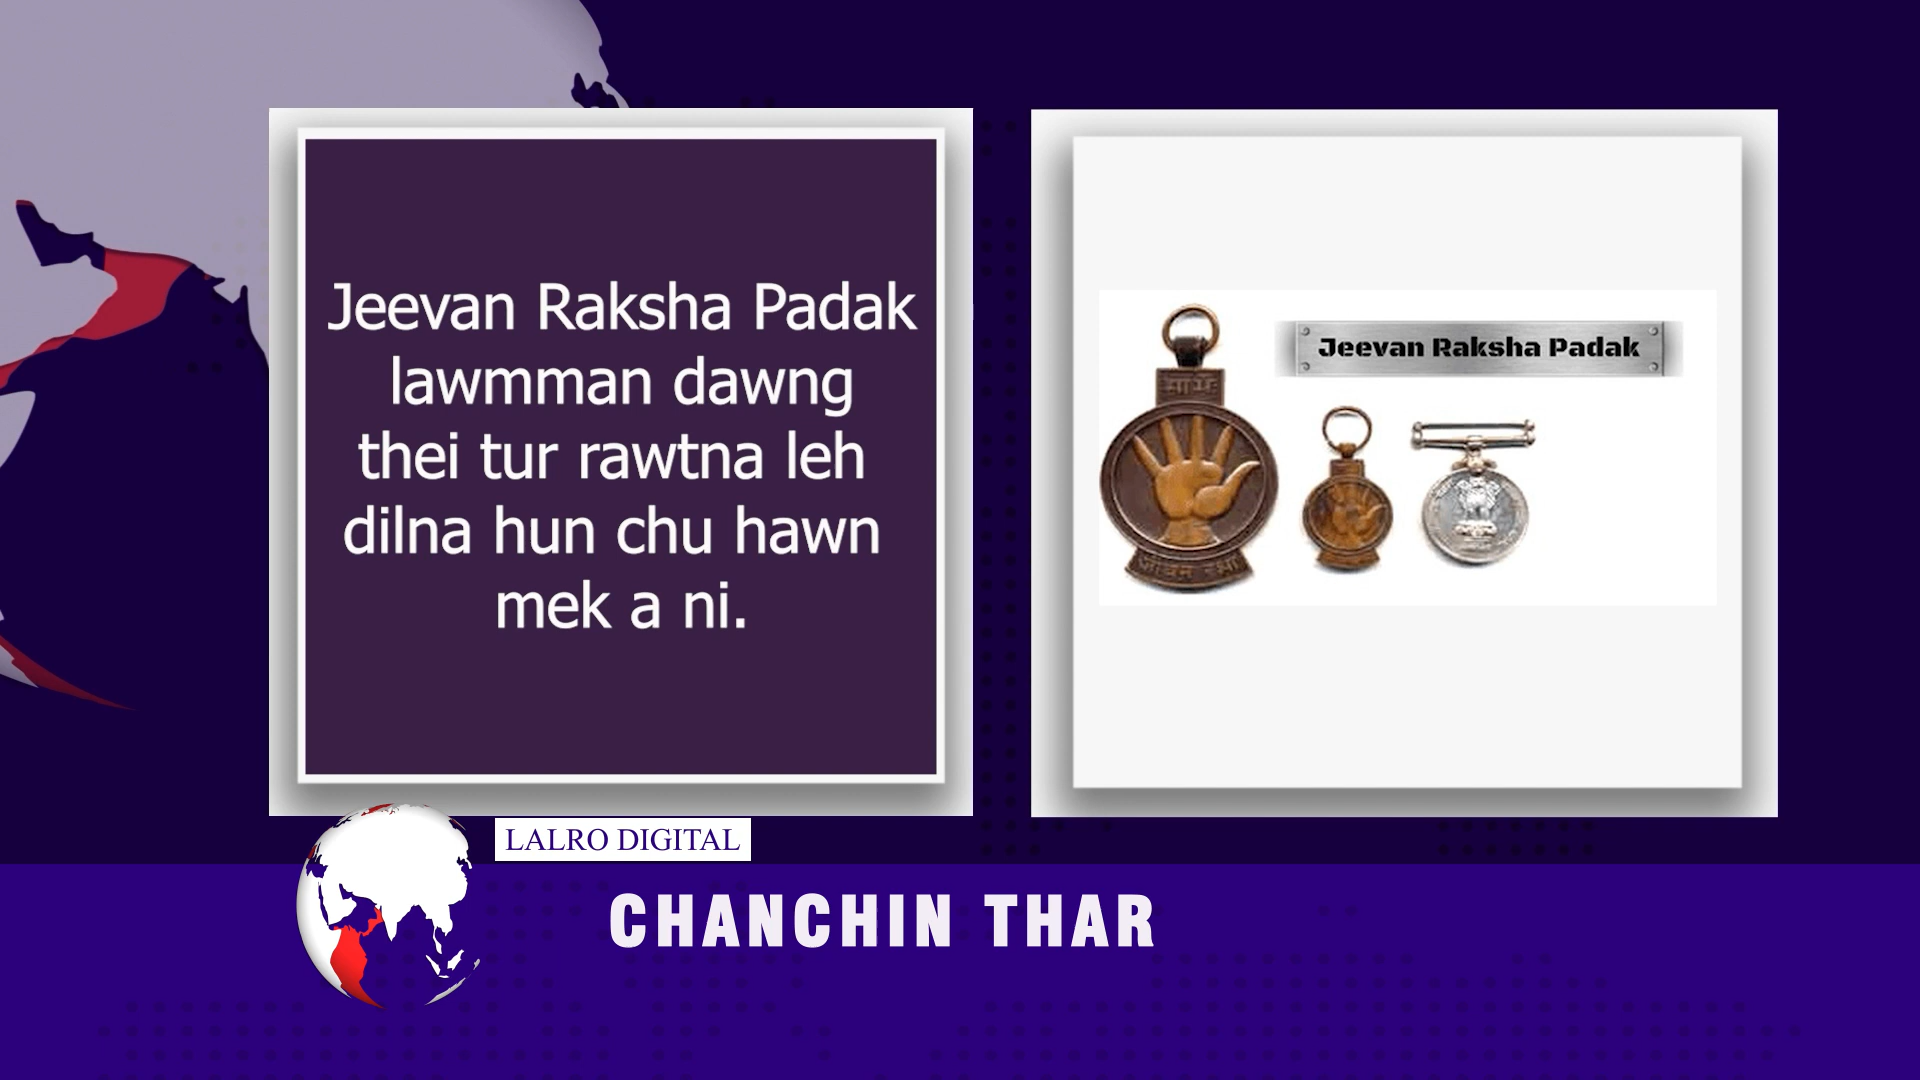 Jeevan Raksha Padak
lawmman dawng
thei tur rawtna leh
dilna hun chu hawn
mek a ni.
Jeevan Raksha Padak
LALRO DIGITAL
CHANCHIN THAR